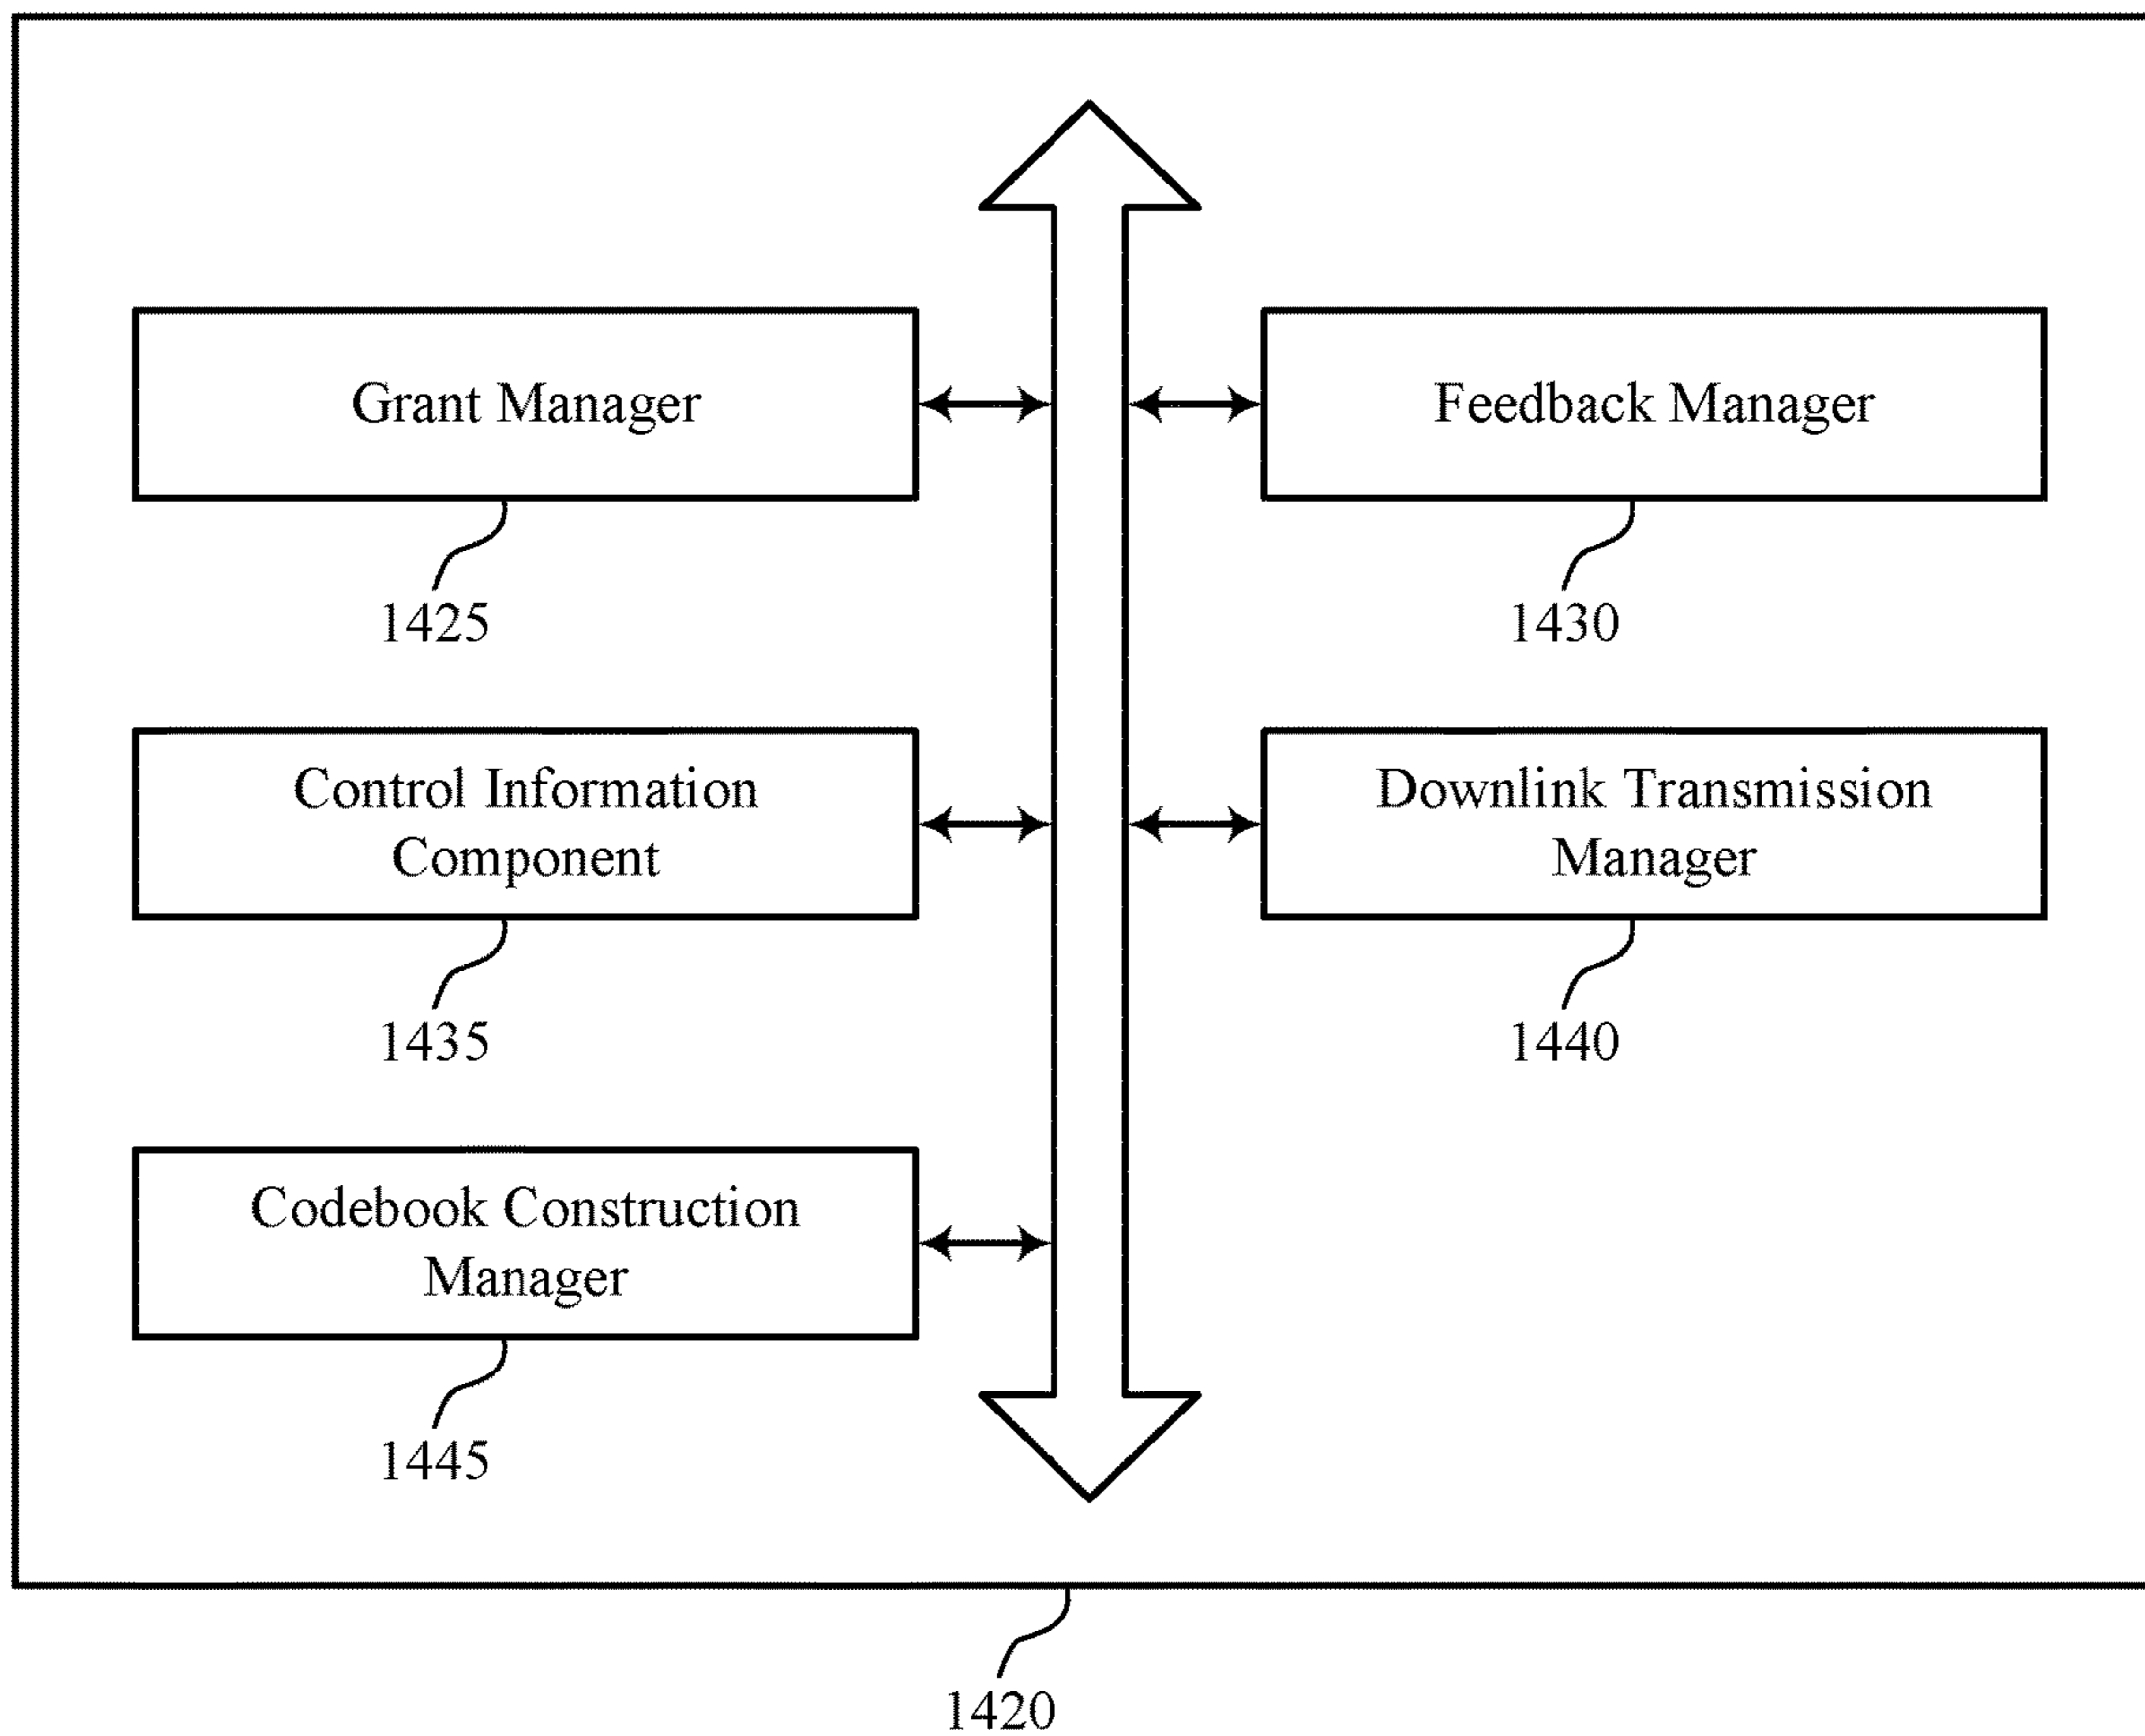 Grant Manager
Feedback Manager
1425
1430
Control Information
Component
Downlink Transmission
Manager
1435
1440
Codebook Construction
Manager
1445
1420